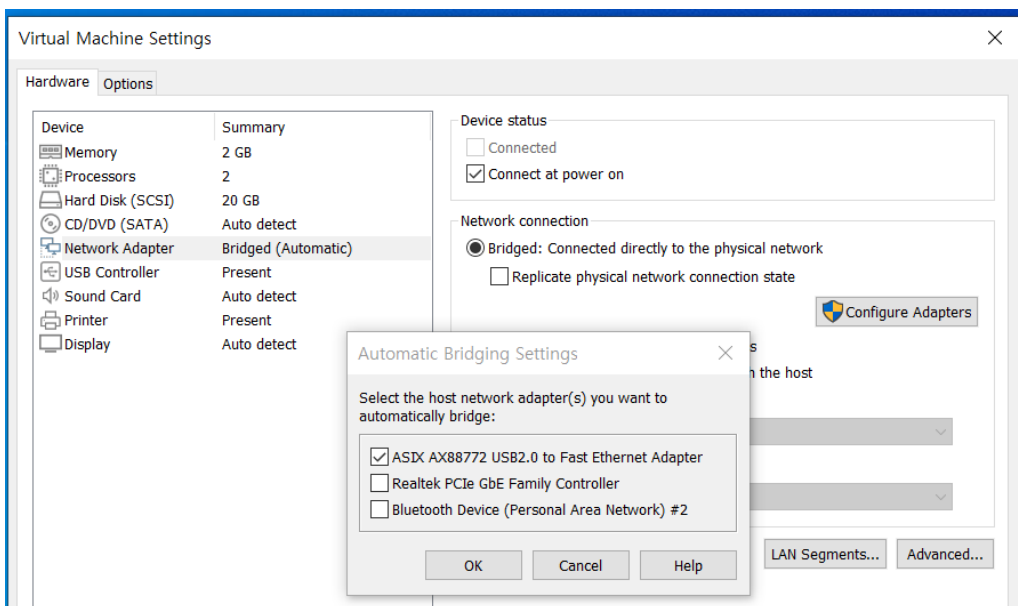 Virtual Machine Settings
Hardware Options
Device Summary
Memory 2 GB
Processors 2
Hard Disk (SCSI) 20 GB
CD/DVD (SATA) Auto detect
Network Adapter Bridged (Automatic)
USB Controller Present
Sound Card Auto detect
Printer Present
Display Auto detect
Device status
Connected
Connect at power on
Network connection
Bridged: Connected directly to the physical network
Replicate physical network connection state
Configure Adapters
s
the host
LAN Segments... Advanced...
Automatic Bridging Settings
Select the host network adapter(s) you want to
automatically bridge:
ASIX AX88772 USB2.0 to Fast Ethernet Adapter
Realtek PCIe GbE Family Controller
Bluetooth Device (Personal Area Network) #2
OK Cancel Help